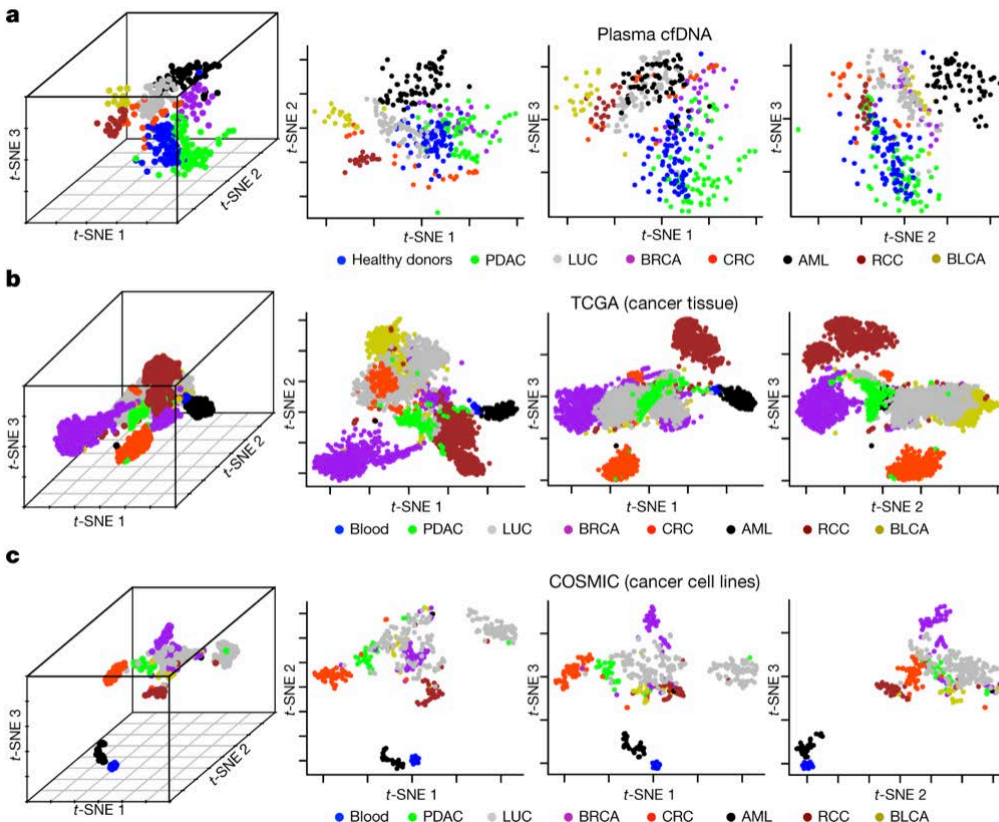 a
Plasma cfDNA
t-SNE 3
t-SNE 1
t-SNE 2
t-SNE 2
t-SNE 1
t-SNE 3
t-SNE 1
t-SNE 3
t-SNE 2
Healthy donors PDAC LUC BRCA CRC AML RCC BLCA
b
TCGA (cancer tissue)
t-SNE 3
t-SNE 1
t-SNE 2
t-SNE 2
t-SNE 1
t-SNE 3
t-SNE 1
t-SNE 3
t-SNE 2
Blood PDAC LUC BRCA CRC AML RCC BLCA
c
COSMIC (cancer cell lines)
t-SNE 3
t-SNE 1
t-SNE 2
t-SNE 2
t-SNE 1
t-SNE 3
t-SNE 1
t-SNE 3
t-SNE 2
Blood PDAC LUC BRCA CRC AML RCC BLCA